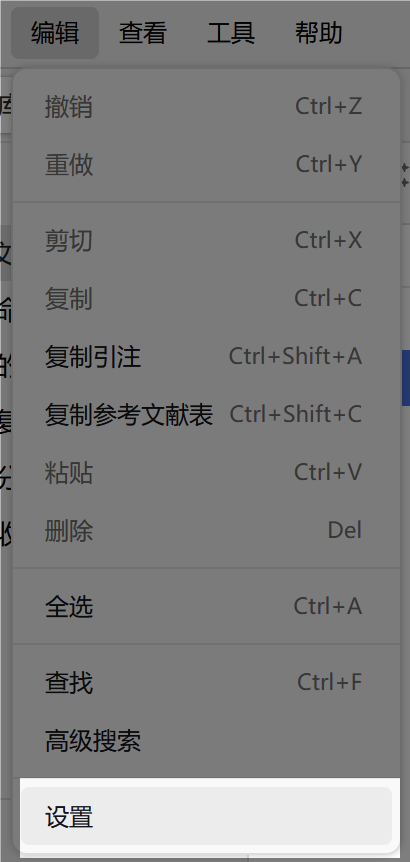 编辑 查看 工具 帮助
撤销 Ctrl+Z
重做 Ctrl+Y
剪切 Ctrl+X
复制 Ctrl+C
复制引注 Ctrl+Shift+A
复制参考文献表 Ctrl+Shift+C
粘贴 Ctrl+V
删除 Del
全选 Ctrl+A
查找 Ctrl+F
高级搜索
设置